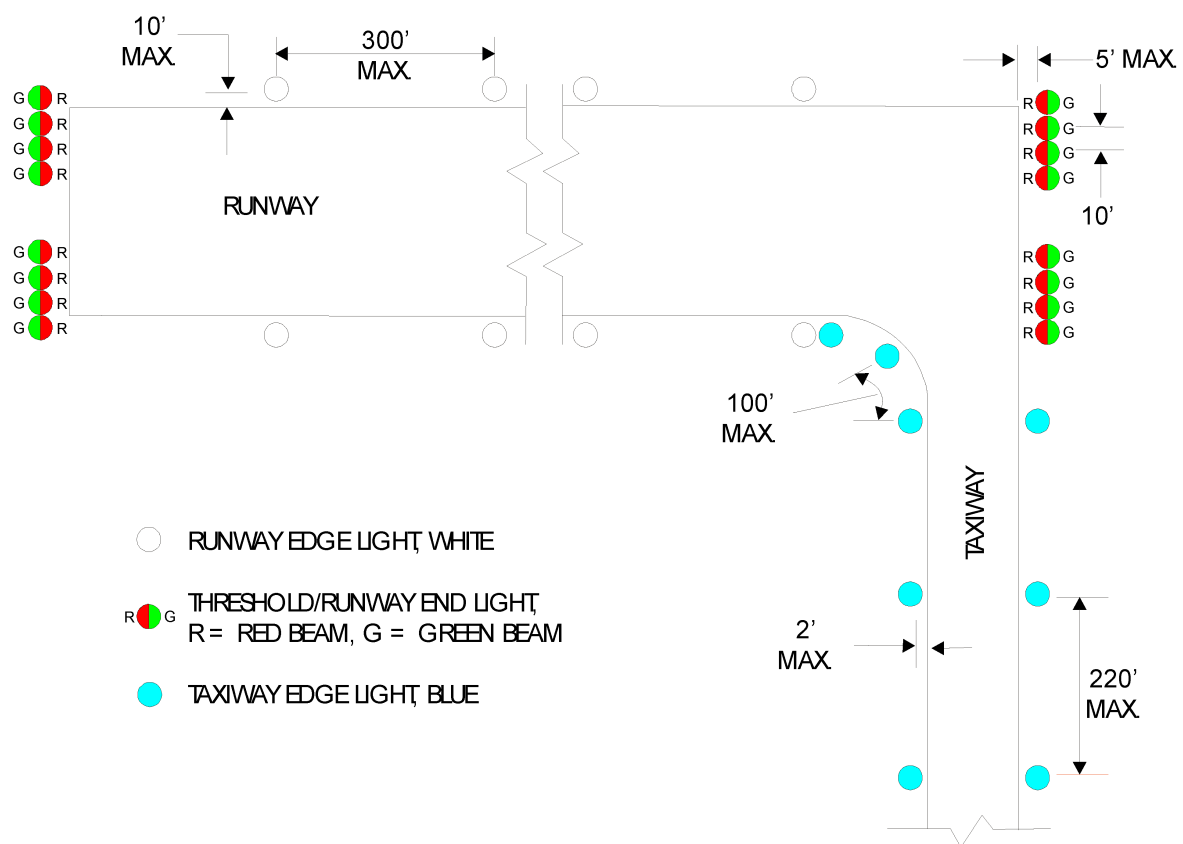 10’
MAX.
300’
MAX.
5’ MAX.
G R
G R
G R
G R
R G
R G
R G
R G
10’
RUNWAY
G R
G R
G R
G R
R G
R G
R G
R G
100’
MAX.
TAXIWAY
RUNWAY EDGE LIGHT, WHITE
R G
THRESHOLD/RUNWAY END LIGHT,
R = RED BEAM, G = GREEN BEAM
2’
MAX.
TAXIWAY EDGE LIGHT, BLUE
220’
MAX.